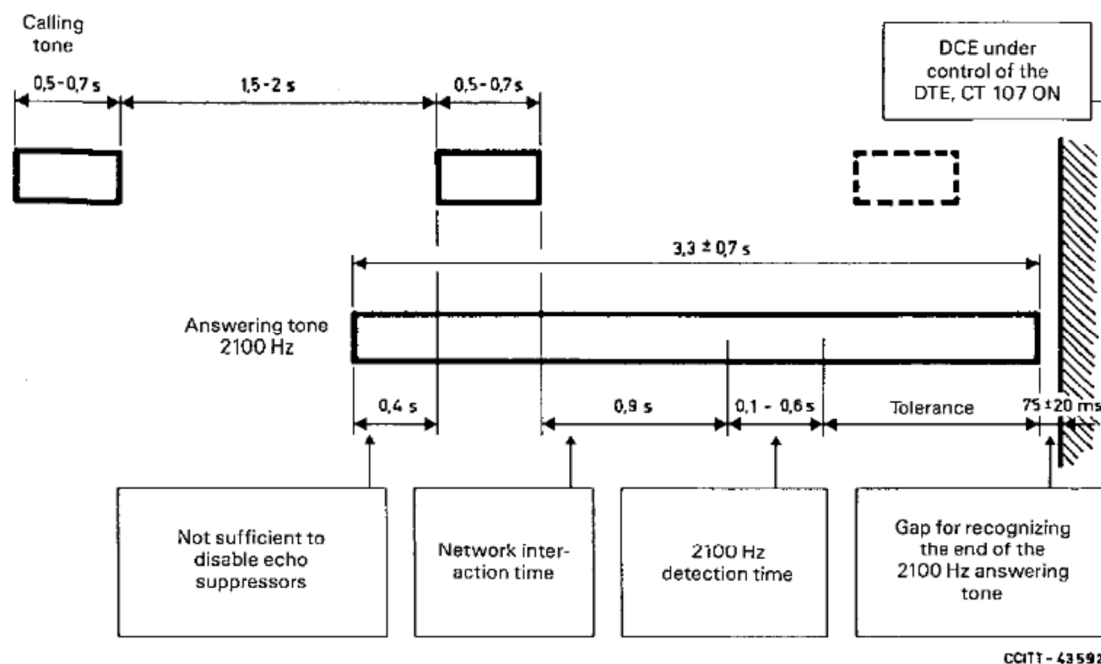 Calling
tone
0,5-0,7 s
1,5-2 s
0,5-0,7 s
DCE under
control of the
DTE, CT 107 ON
3,3 ± 0,7 s
Answering tone
2100 Hz
0,4 s
0,9 s
0,1 - 0,6 s
Tolerance
75 ±20 ms
Not sufficient to
disable echo
suppressors
Network inter-
action time
2100 Hz
detection time
Gap for recognizing
the end of the
2100 Hz answering
tone
CCITT - 43592